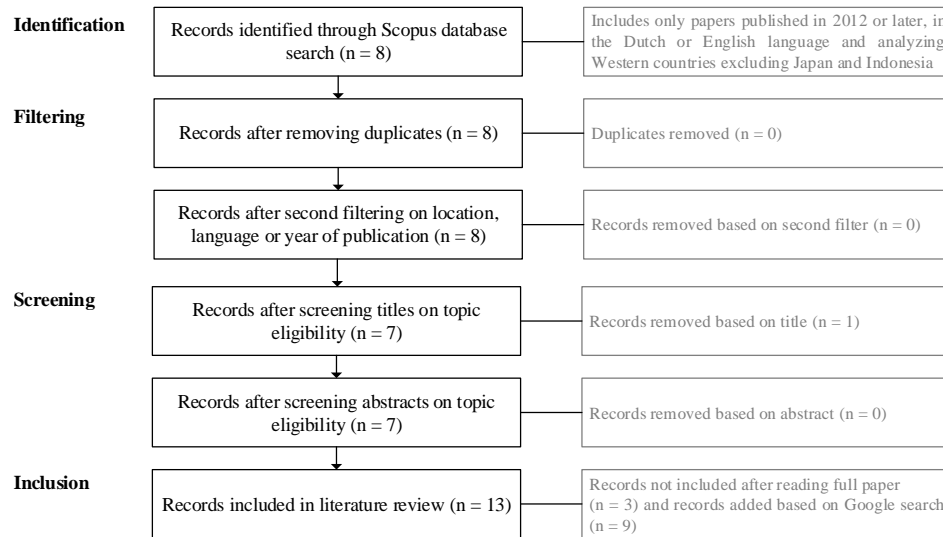 Identification
Records identified through Scopus database
search (n = 8)
Includes only papers published in 2012 or later, in
the Dutch or English language and analyzing
Western countries excluding Japan and Indonesia
Filtering
Records after removing duplicates (n = 8)
Duplicates removed (n = 0)
Records after second filtering on location,
language or year of publication (n = 8)
Records removed based on second filter (n = 0)
Screening
Records after screening titles on topic
eligibility (n = 7)
Records removed based on title (n = 1)
Records after screening abstracts on topic
eligibility (n = 7)
Records removed based on abstract (n = 0)
Inclusion
Records included in literature review (n = 13)
Records not included after reading full paper
(n = 3) and records added based on Google search
(n = 9)